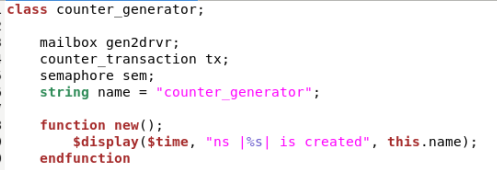 class counter_generator;
mailbox gen2drvr;
counter_transaction tx;
semaphore sem;
string name = "counter_generator";
function new();
$display($time, "ns |%s| is created", this.name);
endfunction